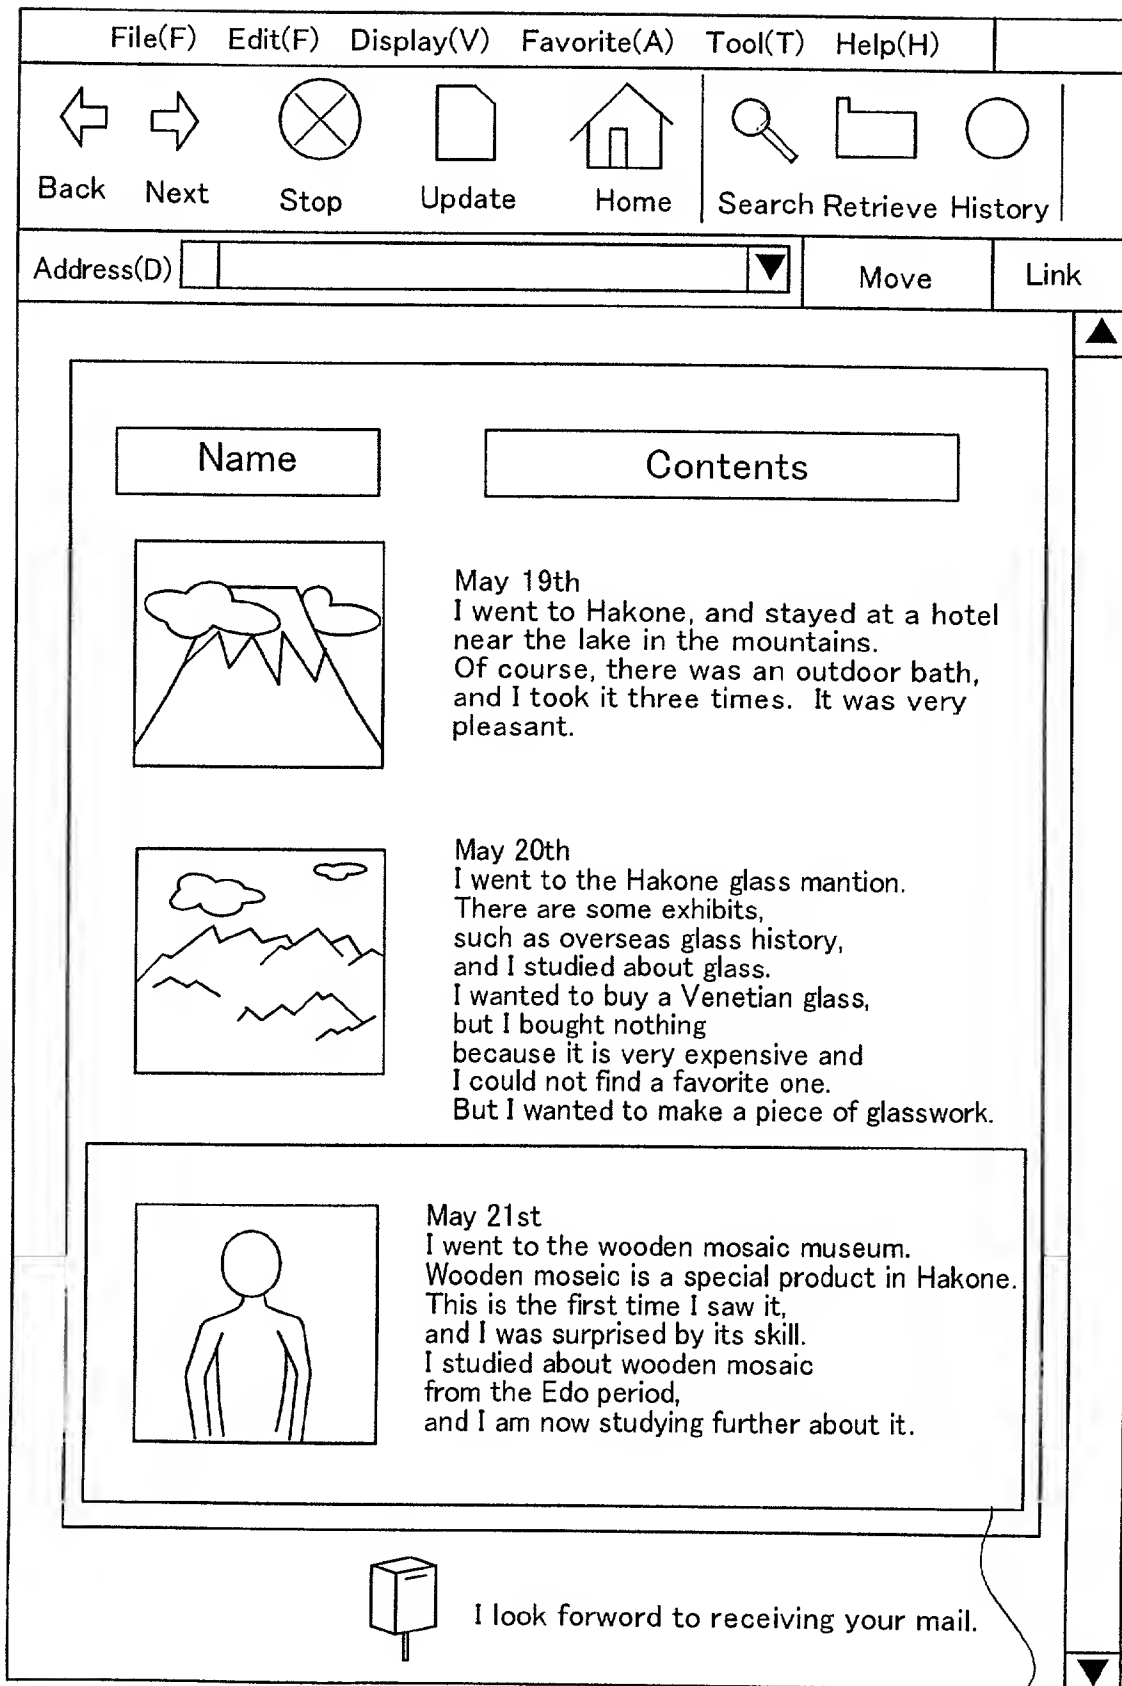 File(F) Edit(F) Display(V) Favorite(A) Tool(T) Help(H)
Back Next Stop Update Home Search Retrieve History
Address(D) Move Link
Name Contents
May 19th
I went to Hakone, and stayed at a hotel
near the lake in the mountains.
Of course, there was an outdoor bath,
and I took it three times. It was very
pleasant.
May 20th
I went to the Hakone glass mantion.
There are some exhibits,
such as overseas glass history,
and I studied about glass.
I wanted to buy a Venetian glass,
but I bought nothing
because it is very expensive and
I could not find a favorite one.
But I wanted to make a piece of glasswork.
May 21st
I went to the wooden mosaic museum.
Wooden moseic is a special product in Hakone.
This is the first time I saw it,
and I was surprised by its skill.
I studied about wooden mosaic
from the Edo period,
and I am now studying further about it.
I look forword to receiving your mail.